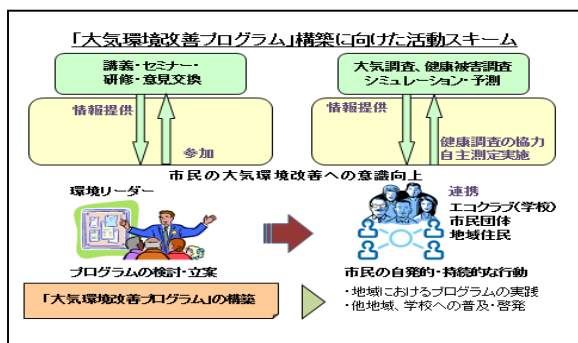 「大気環境改善プログラム」構築に向けた活動スキーム
講義・セミナー・
研修・意見交換
大気調査、健康被害調査
シミュレーション・予測
情報提供
参加
情報提供
健康調査の協力
自主測定実施
市民の大気環境改善への意識向上
環境リーダー
連携
エコクラブ(学校)
市民団体
地域住民
プログラムの検討・立案
市民の自発的・持続的な行動
「大気環境改善プログラム」の構築
・地域におけるプログラムの実践
・他地域、学校への普及・啓発